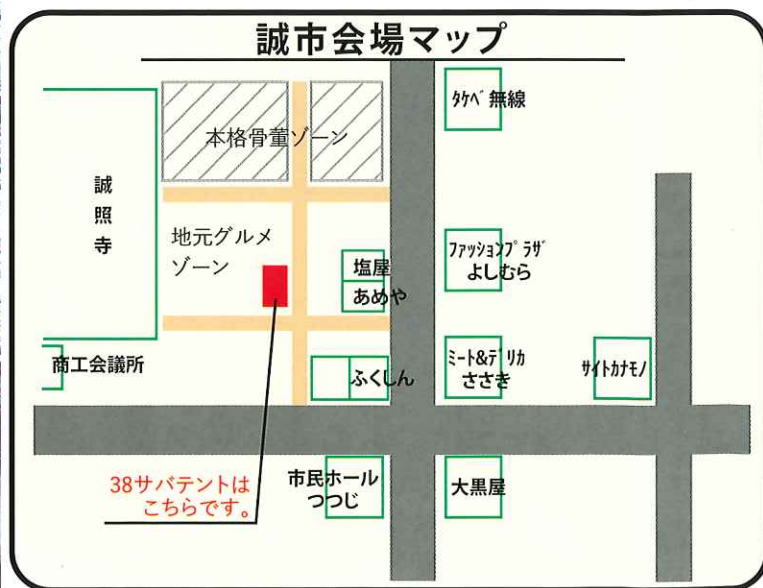 誠市会場マップ
タケベ無線
本格骨董ゾーン
誠照寺
地元グルメ
ゾーン
塩屋
あめや
ファッションプラザ
よしむら
商工会議所
ふくしん
ミート&デリカ
ささき
サイトカナモノ
38サバテントは
こちらです。
市民ホール
つつじ
大黒屋